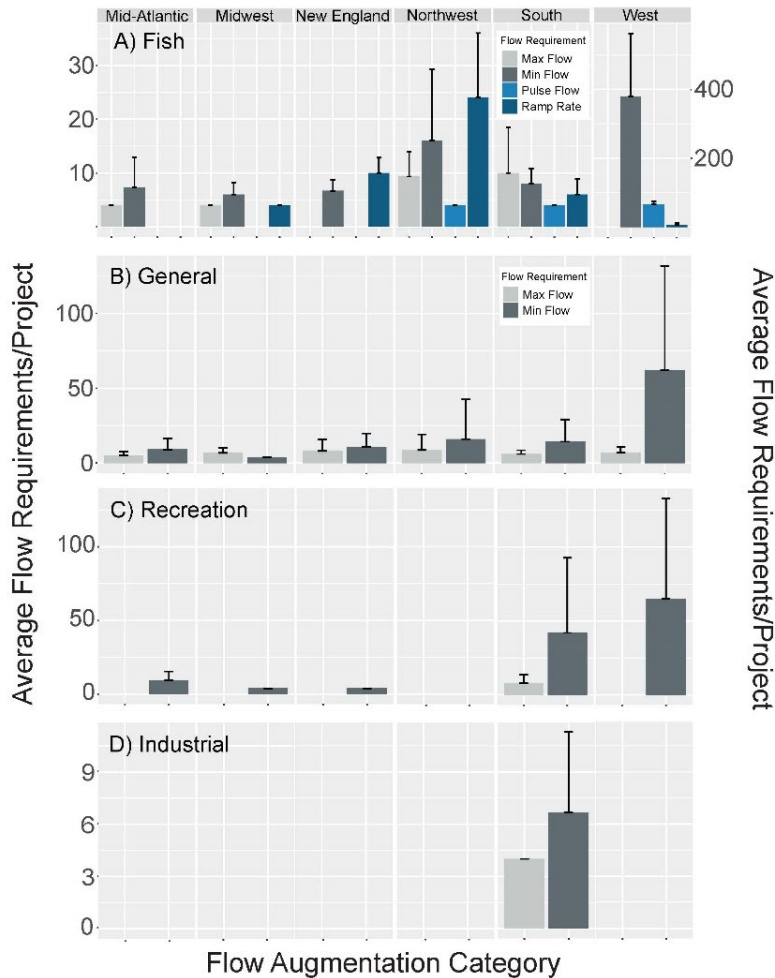 Mid-Atlantic Midwest New England Northwest South West
A) Fish
Flow Requirement
Max Flow
Min Flow
Pulse Flow
Ramp Rate
30
20
10
400
200
B) General
Flow Requirement
Max Flow
Min Flow
100
50
0
C) Recreation
100
50
0
D) Industrial
9
6
3
0
Average Flow Requirements/Project
Average Flow Requirements/Project
Flow Augmentation Category